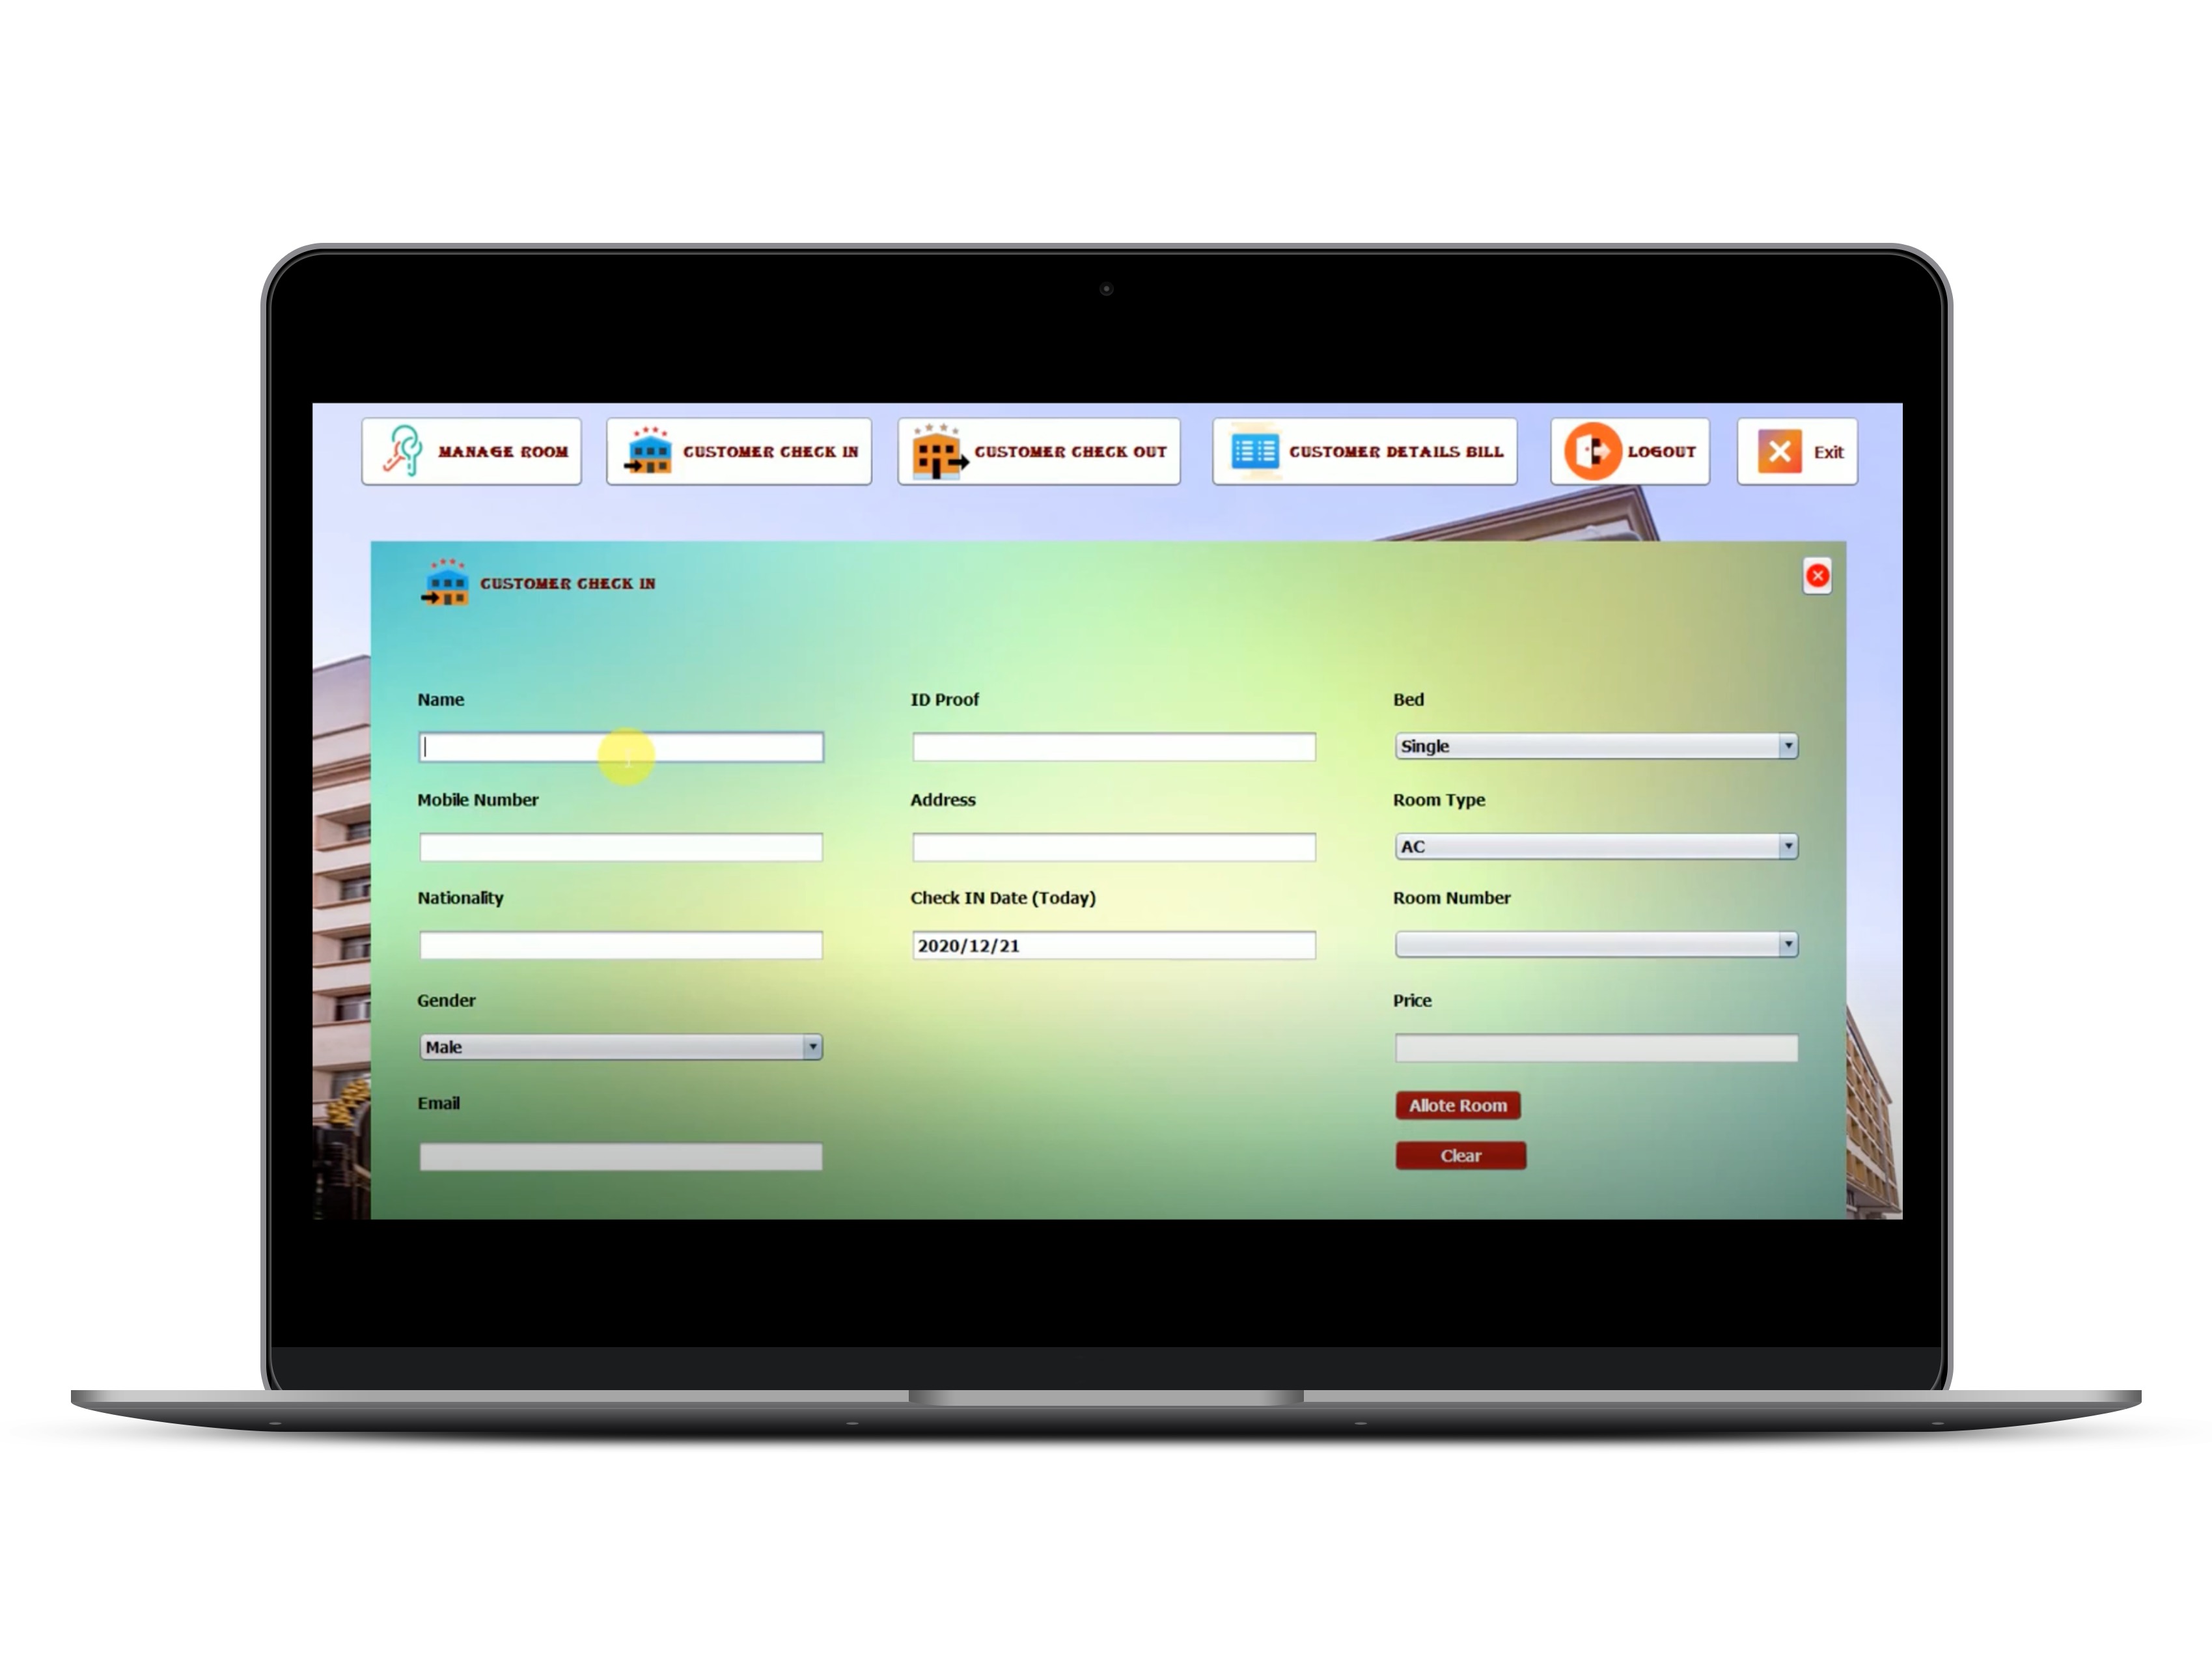 MANAGE ROOM
CUSTOMER CHECK IN
CUSTOMER CHECK OUT
CUSTOMER DETAILS BILL
LOGOUT
Exit
CUSTOMER CHECK IN
Name
ID Proof
Bed
Single
Mobile Number
Address
Room Type
AC
Nationality
Check IN Date (Today)
Room Number
2020/12/21
Gender
Price
Male
Email
Allote Room
Clear